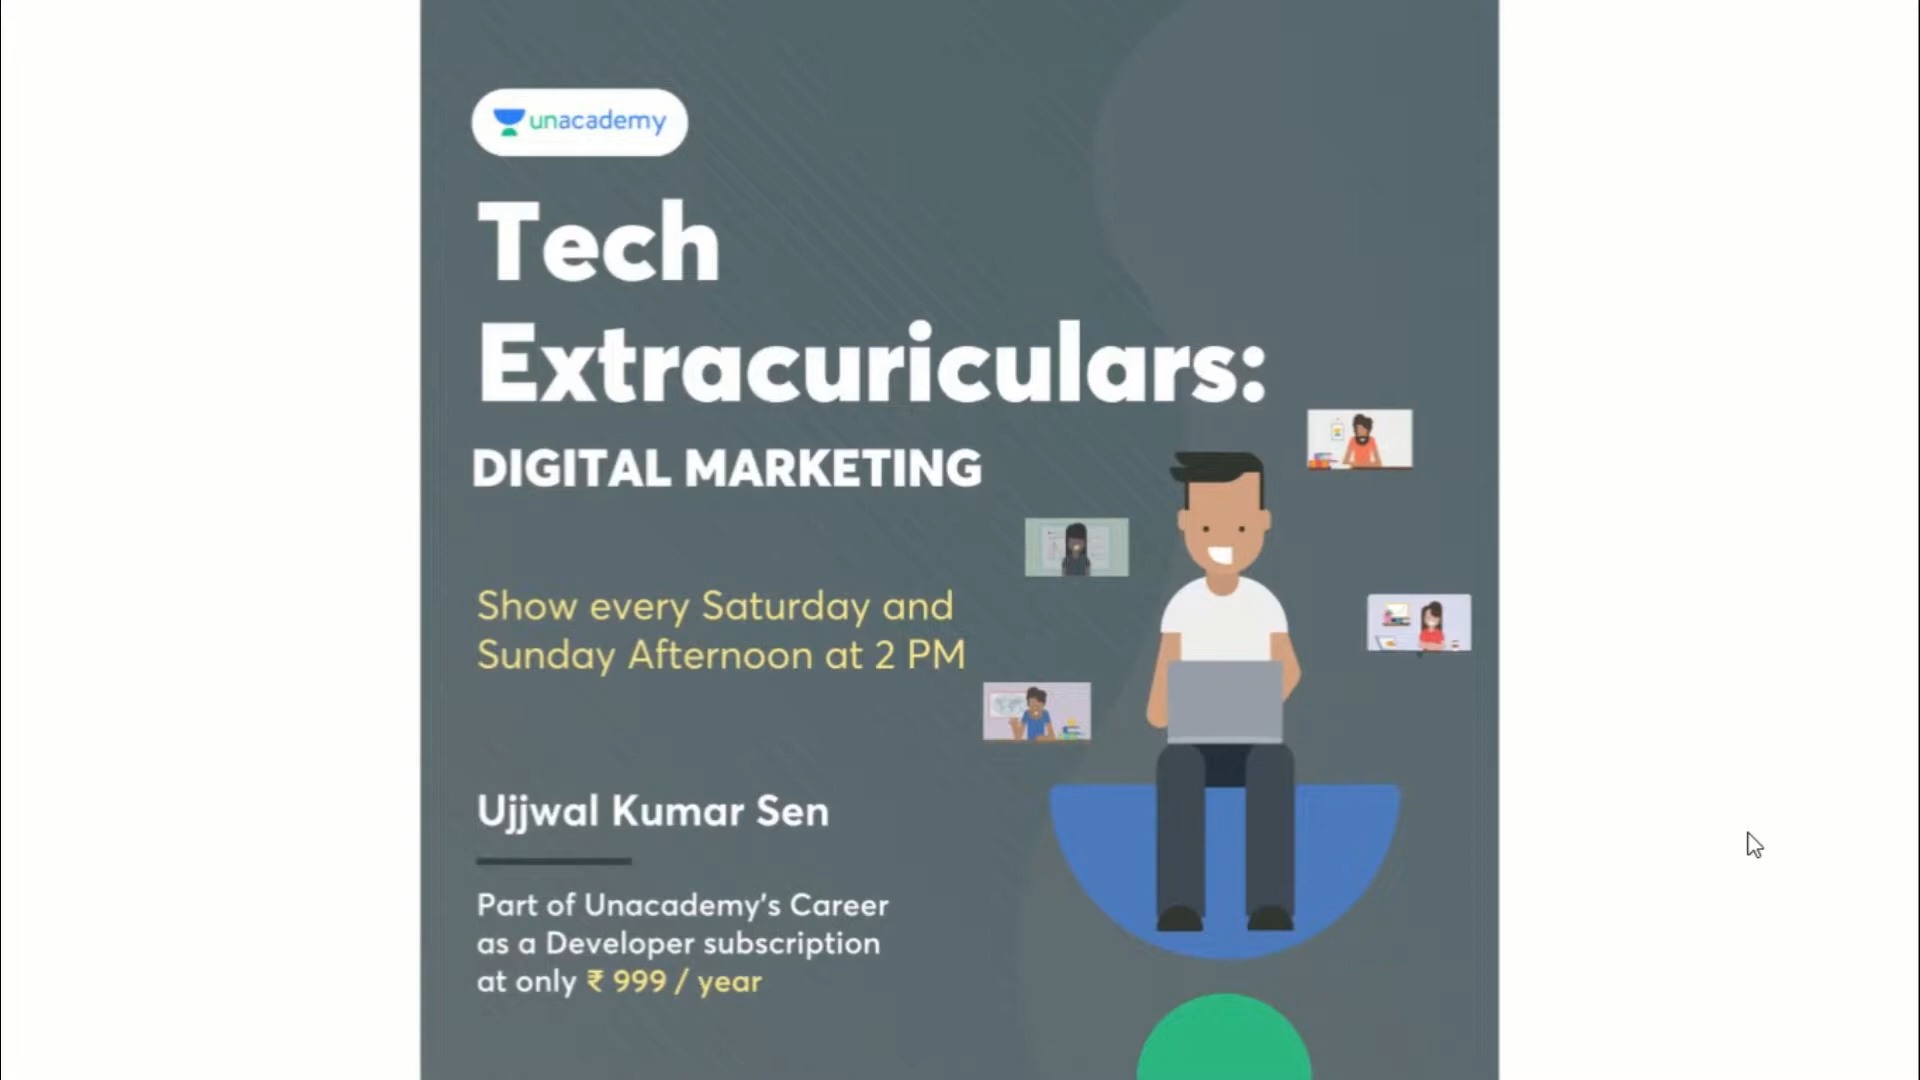 unacademy
Tech
Extracuriculars:
DIGITAL MARKETING
Show every Saturday and
Sunday Afternoon at 2 PM
Ujjwal Kumar Sen
Part of Unacademy's Career
as a Developer subscription
at only ₹ 999 / year